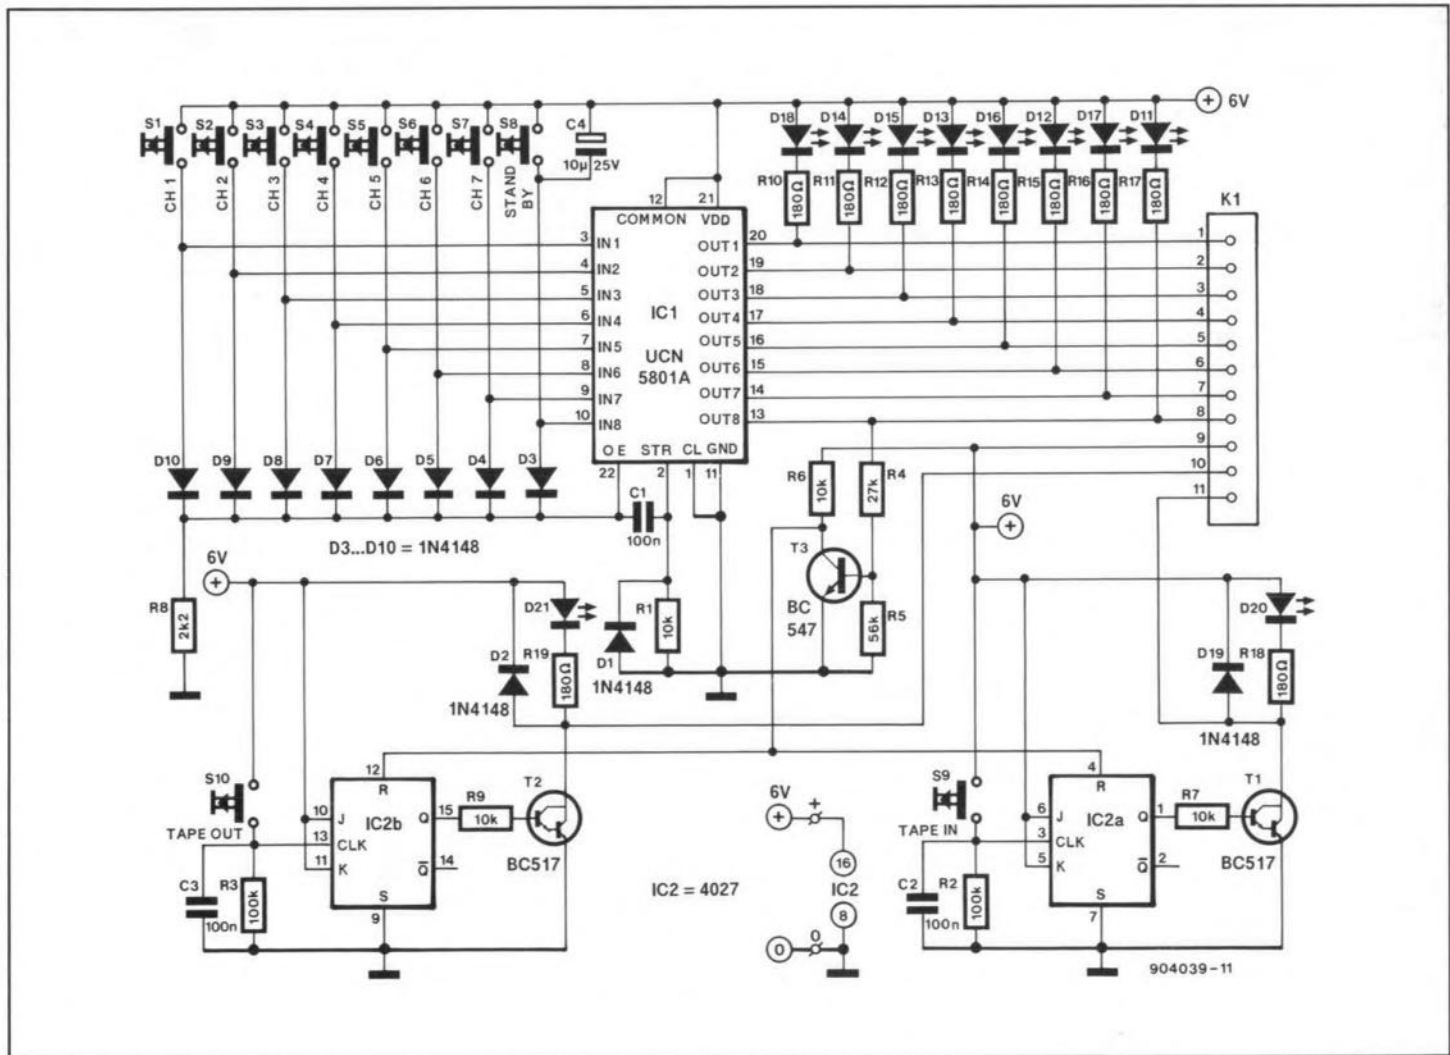 S1 S2 S3 S4 S5 S6 S7 S8
CH 1 CH 2 CH 3 CH 4 CH 5 CH 6 CH 7 STAND BY
C4
10µ 25V
D18 D14 D15 D13 D16 D12 D17 D11
6V
R10 R11 R12 R13 R14 R15 R16 R17
180Ω 180Ω 180Ω 180Ω 180Ω 180Ω 180Ω 180Ω
K1
12 21
COMMON VDD
3 IN1 OUT1 20 1
4 IN2 OUT2 19 2
5 IN3 OUT3 18 3
IC1
6 IN4 OUT4 17 4
7 IN5 OUT5 16 5
UCN
8 IN6 OUT6 15 6
5801A
9 IN7 OUT7 14 7
10 IN8 OUT8 13 8
9
10
11
OE STR CL GND
22 2 1 11
D10 D9 D8 D7 D6 D5 D4 D3
C1
100n
D3...D10 = 1N4148
R6
10k
R4
27k
T3
BC
547
R5
56k
6V
6V
R8
2k2
D21
D2
R19
180Ω
1N4148
R1
10k
D1
1N4148
D20
D19
R18
180Ω
1N4148
S10
TAPE OUT
12
R
10 J
13 CLK
11 K
IC2b
Q 15
Q 14
S
9
R9
10k
T2
BC517
C3
100n
R3
100k
6V
+
16
IC2
8
0 0
IC2 = 4027
S9
TAPE IN
4
R
6 J
3 CLK
5 K
IC2a
Q 1
Q 2
S
7
R7
10k
T1
BC517
C2
100n
R2
100k
904039-11